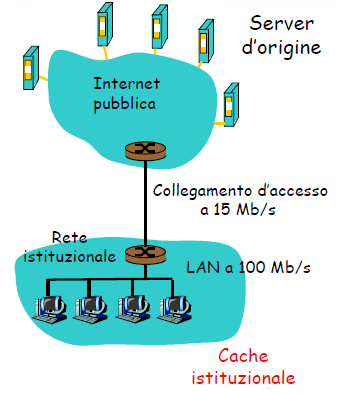 Server
d'origine
Internet
pubblica
Collegamento d'accesso
a 15 Mb/s
Rete
istituzionale
LAN a 100 Mb/s
Cache
istituzionale